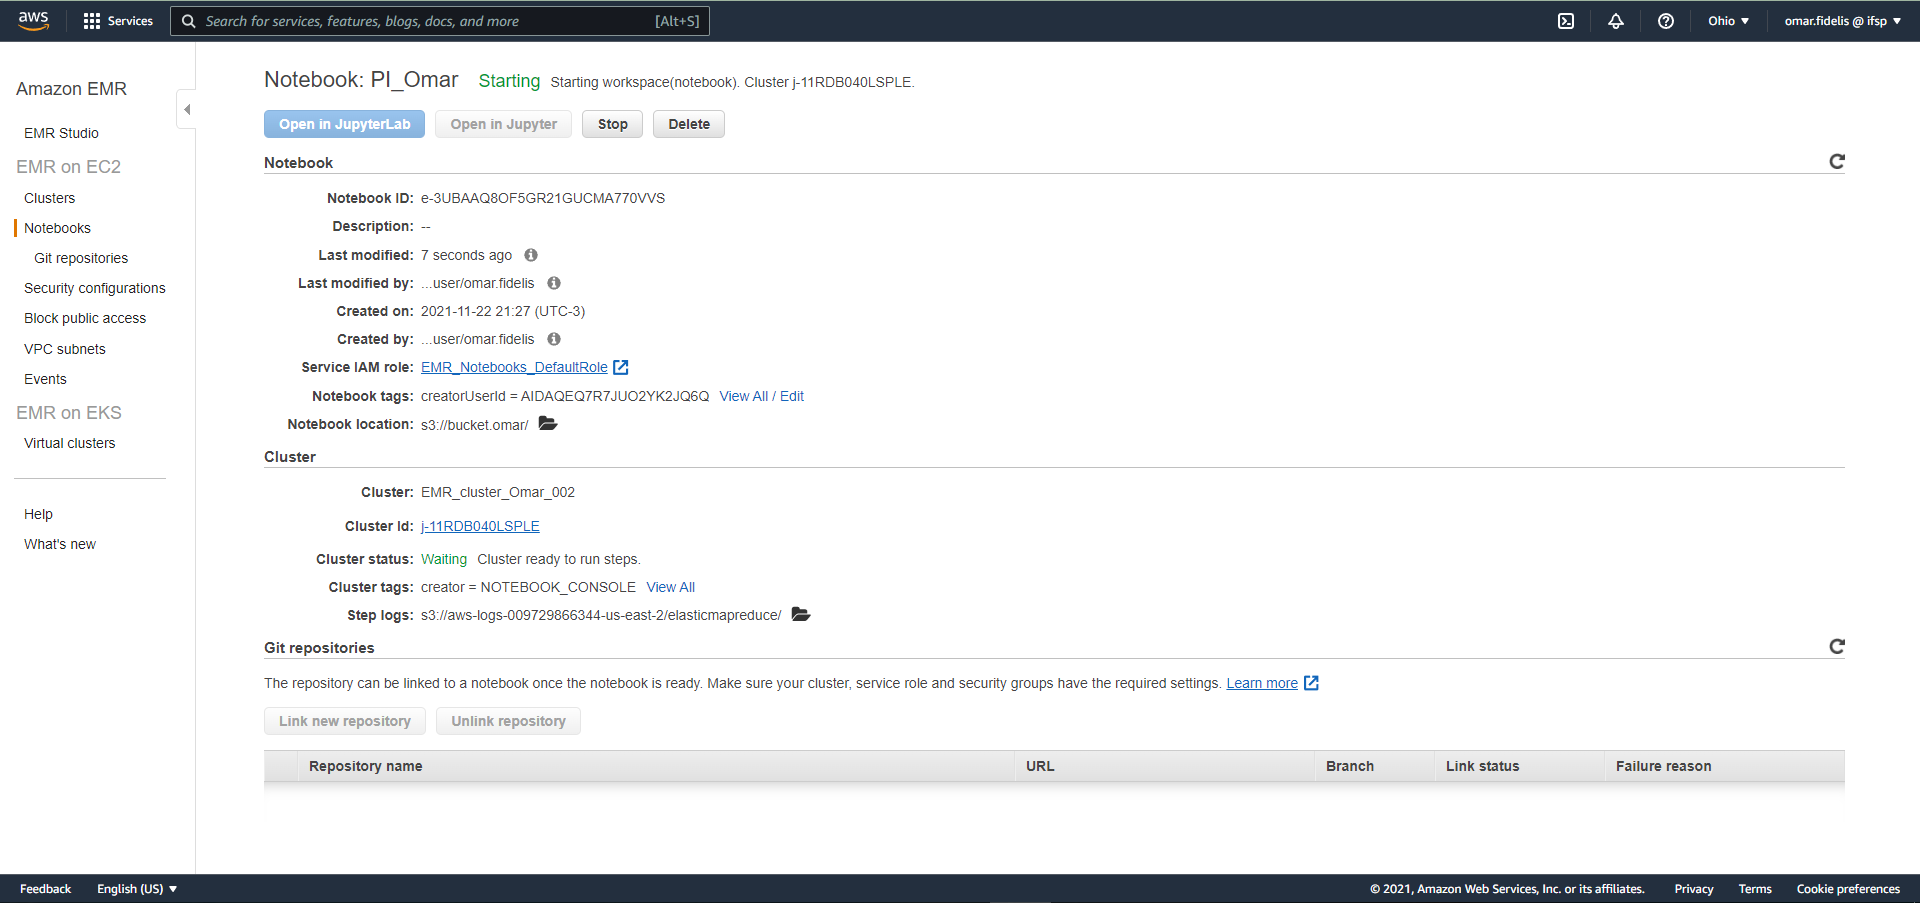 aws Services Search for services, features, blogs, docs, and more [Alt+S] Ohio omar.fidelis @ ifsp
Amazon EMR
EMR Studio
EMR on EC2
Clusters
Notebooks
Git repositories
Security configurations
Block public access
VPC subnets
Events
EMR on EKS
Virtual clusters
Help
What's new
Notebook: PI_Omar Starting Starting workspace(notebook). Cluster j-11RDB040LSPLE.
Open in JupyterLab Open in Jupyter Stop Delete
Notebook
Notebook ID: e-3UBAAQ8OF5GR21GUCMA770VVS
Description: --
Last modified: 7 seconds ago
Last modified by: ...user/omar.fidelis
Created on: 2021-11-22 21:27 (UTC-3)
Created by: ...user/omar.fidelis
Service IAM role: EMR_Notebooks_DefaultRole
Notebook tags: creatorUserId = AIDAQEQ7R7JUO2YK2JQ6Q View All / Edit
Notebook location: s3://bucket.omar/
Cluster
Cluster: EMR_cluster_Omar_002
Cluster Id: j-11RDB040LSPLE
Cluster status: Waiting Cluster ready to run steps.
Cluster tags: creator = NOTEBOOK_CONSOLE View All
Step logs: s3://aws-logs-009729866344-us-east-2/elasticmapreduce/
Git repositories
The repository can be linked to a notebook once the notebook is ready. Make sure your cluster, service role and security groups have the required settings. Learn more
Link new repository Unlink repository
Repository name URL Branch Link status Failure reason
Feedback English (US) © 2021, Amazon Web Services, Inc. or its affiliates. Privacy Terms Cookie preferences